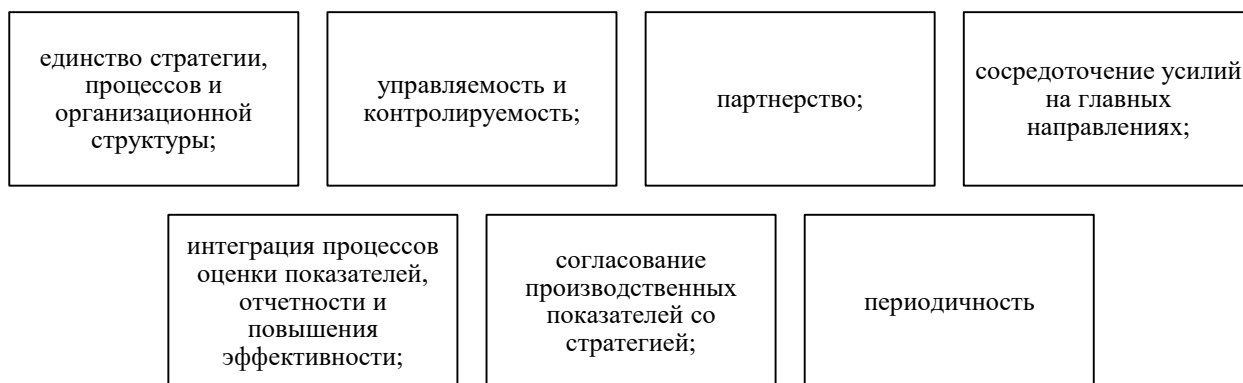 единство стратегии,
процессов и
организационной
структуры;
управляемость и
контролируемость;
партнерство;
сосредоточение усилий
на главных
направлениях;
интеграция процессов
оценки показателей,
отчетности и
повышения
эффективности;
согласование
производственных
показателей со
стратегией;
периодичность